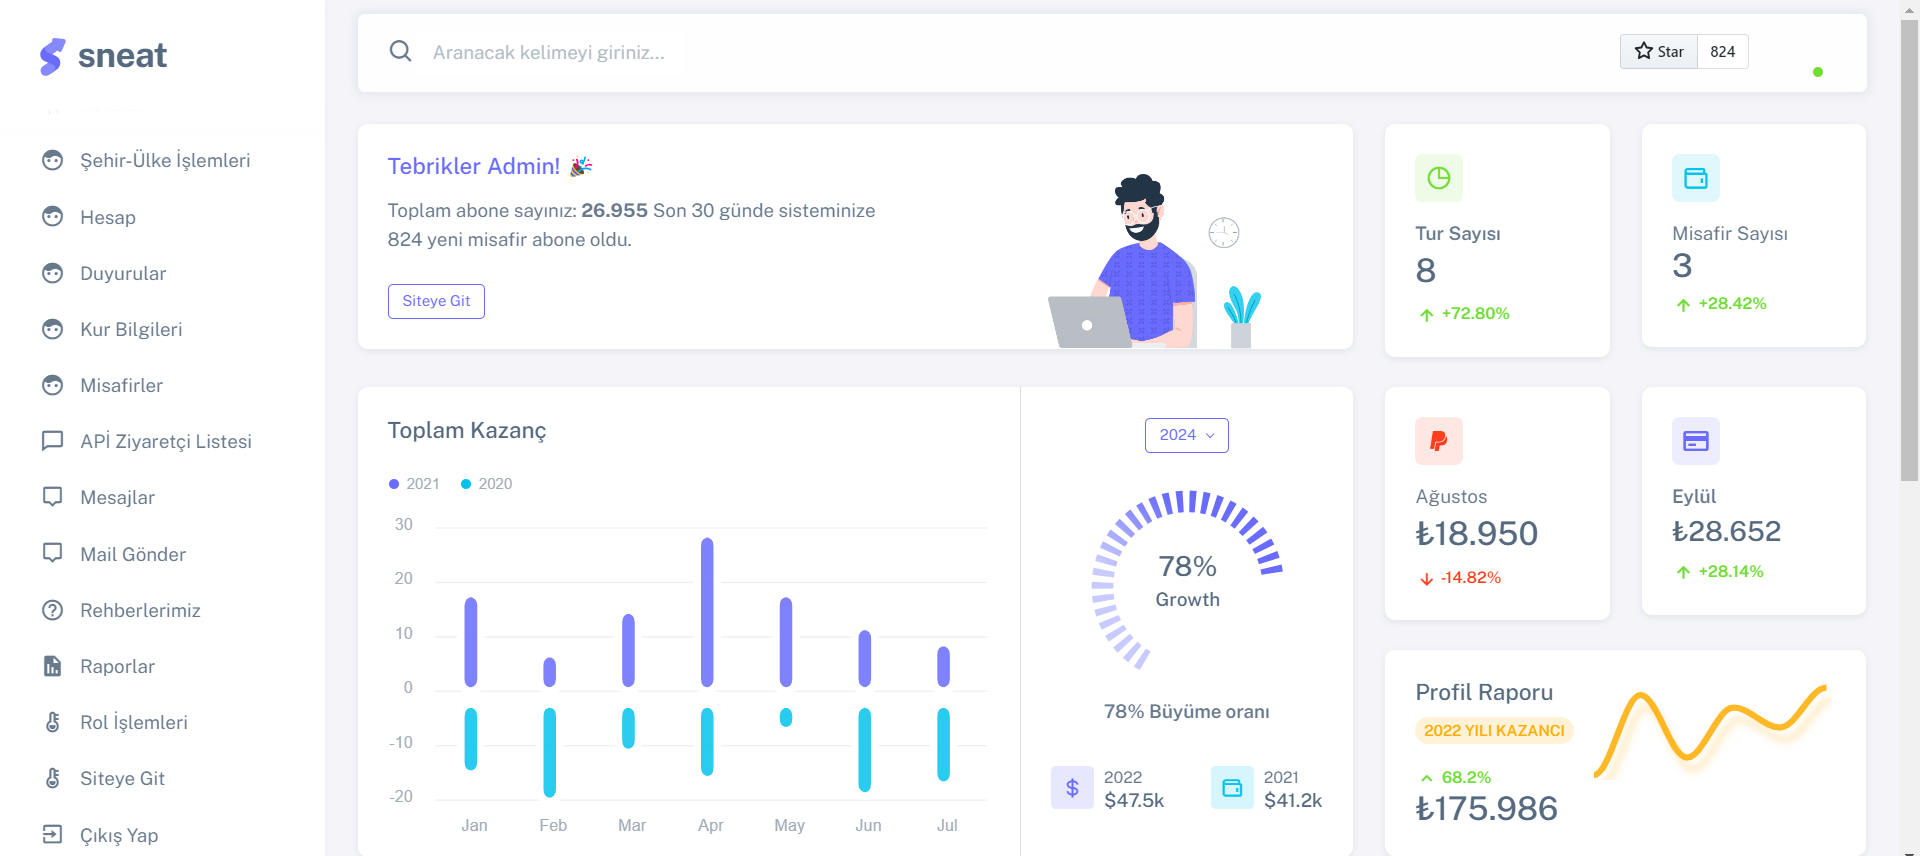 sneat
Şehir-Ülke İşlemleri
Hesap
Duyurular
Kur Bilgileri
Misafirler
APİ Ziyaretçi Listesi
Mesajlar
Mail Gönder
Rehberlerimiz
Raporlar
Rol İşlemleri
Siteye Git
Çıkış Yap
Aranacak kelimeyi giriniz...
Star 824
Tebrikler Admin! 🎉
Toplam abone sayınız: 26.955 Son 30 günde sisteminize
824 yeni misafir abone oldu.
Siteye Git
Tur Sayısı
8
+72.80%
Misafir Sayısı
3
+28.42%
Toplam Kazanç
2021 2020
30
20
10
0
-10
-20
Jan Feb Mar Apr May Jun Jul
2024
78%
Growth
78% Büyüme oranı
2022
$47.5k
2021
$41.2k
Ağustos
₺18.950
-14.82%
Eylül
₺28.652
+28.14%
Profil Raporu
2022 YILI KAZANCI
68.2%
₺175.986